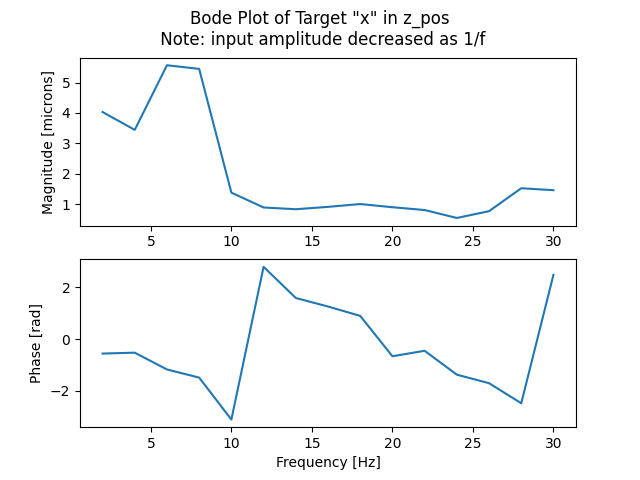 Bode Plot of Target "x" in z_pos
Note: input amplitude decreased as 1/f
Magnitude [microns]
5
4
3
2
1
5 10 15 20 25 30
Phase [rad]
2
0
−2
5 10 15 20 25 30
Frequency [Hz]